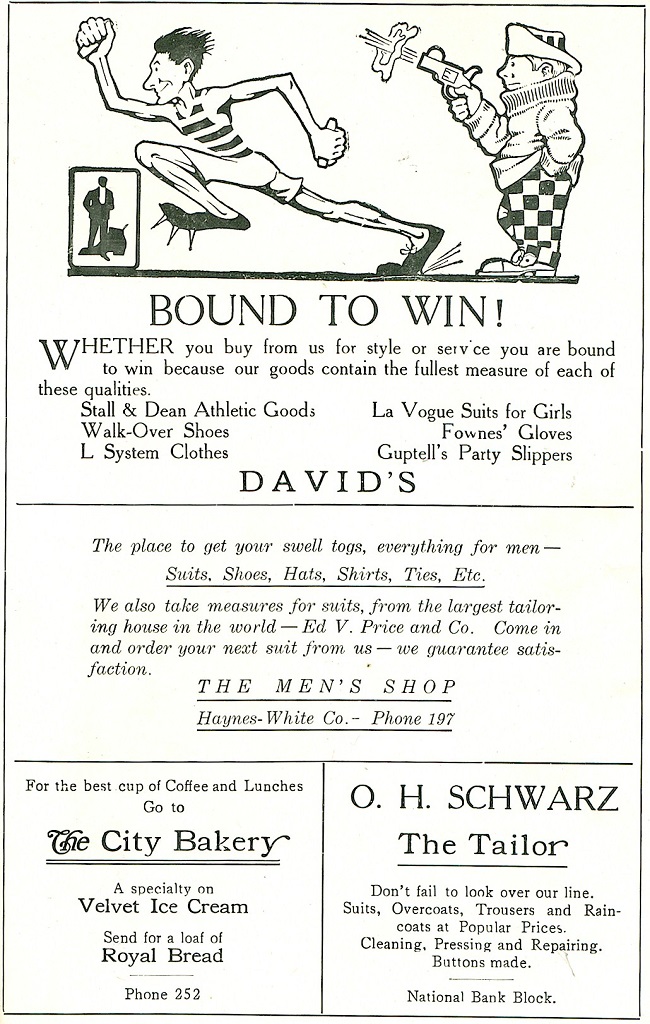 BOUND TO WIN!
WHETHER you buy from us for style or service you are bound
to win because our goods contain the fullest measure of each of
these qualities.
Stall & Dean Athletic Goods
Walk-Over Shoes
L System Clothes
La Vogue Suits for Girls
Fownes' Gloves
Guptell's Party Slippers
DAVID'S
The place to get your swell togs, everything for men—
Suits, Shoes, Hats, Shirts, Ties, Etc.
We also take measures for suits, from the largest tailor-
ing house in the world—Ed V. Price and Co. Come in
and order your next suit from us—we guarantee satis-
faction.
THE MEN'S SHOP
Haynes-White Co.- Phone 197
For the best cup of Coffee and Lunches
Go to
The City Bakery
A specialty on
Velvet Ice Cream
Send for a loaf of
Royal Bread
Phone 252
O. H. SCHWARZ
The Tailor
Don't fail to look over our line.
Suits, Overcoats, Trousers and Rain-
coats at Popular Prices.
Cleaning, Pressing and Repairing.
Buttons made.
National Bank Block.